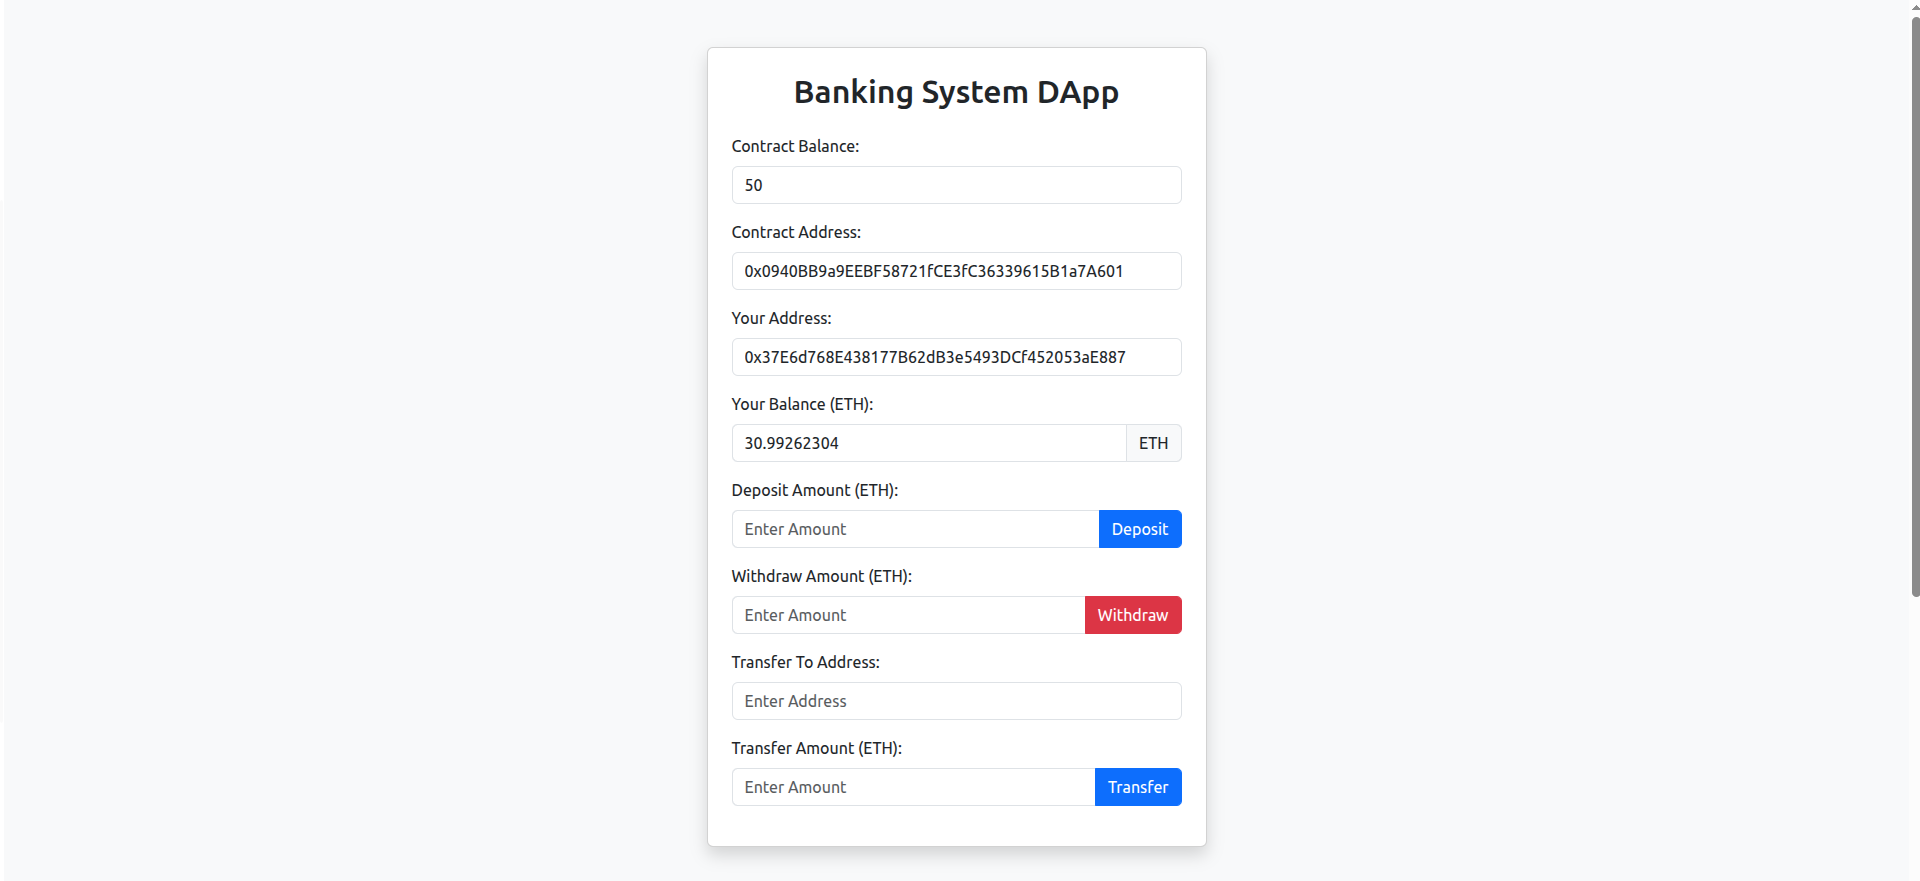 Banking System DApp
Contract Balance:
50
Contract Address:
0x0940BB9a9EEBF58721fCE3fC36339615B1a7A601
Your Address:
0x37E6d768E438177B62dB3e5493DCf452053aE887
Your Balance (ETH):
30.99262304 ETH
Deposit Amount (ETH):
Enter Amount Deposit
Withdraw Amount (ETH):
Enter Amount Withdraw
Transfer To Address:
Enter Address
Transfer Amount (ETH):
Enter Amount Transfer